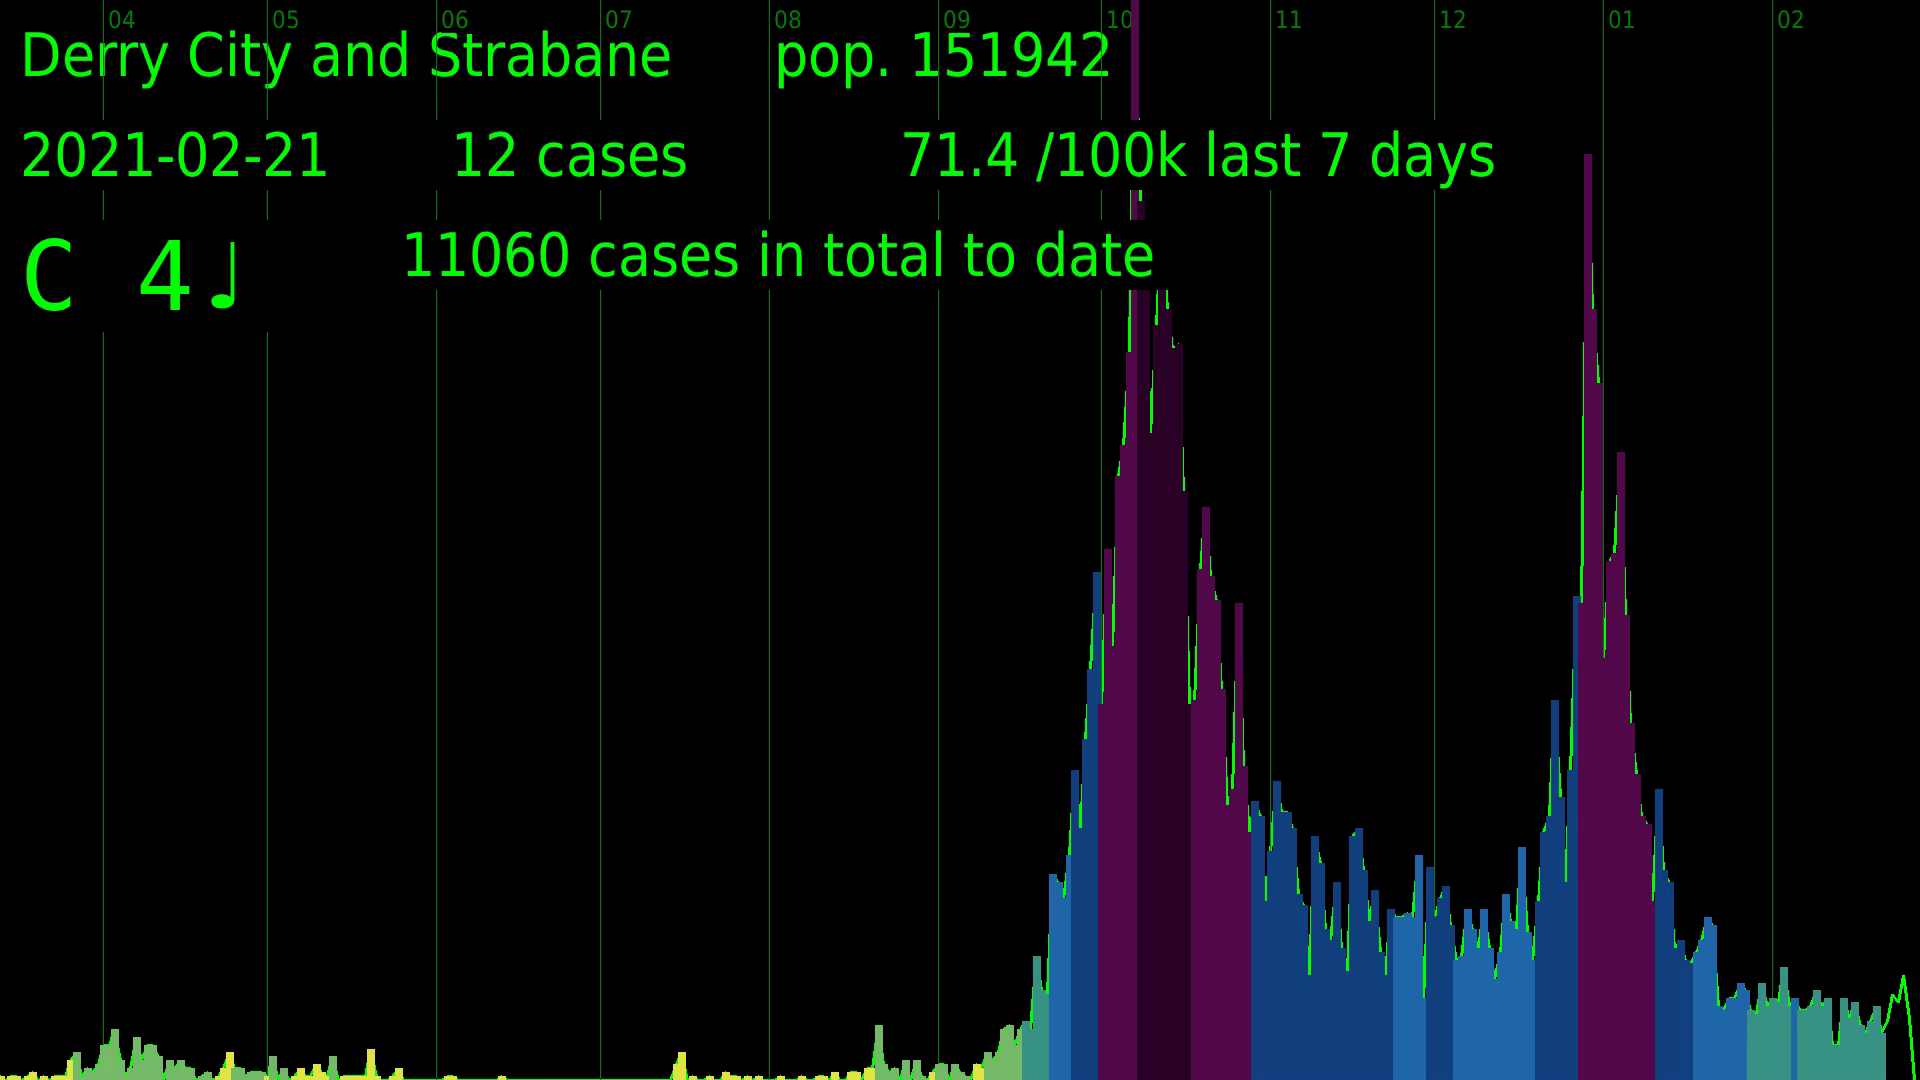 04 05 06 07 08 09 10 11 12 01 02
Derry City and Strabane pop. 151942
2021-02-21 12 cases 71.4 /100k last 7 days
C 4♩ 11060 cases in total to date